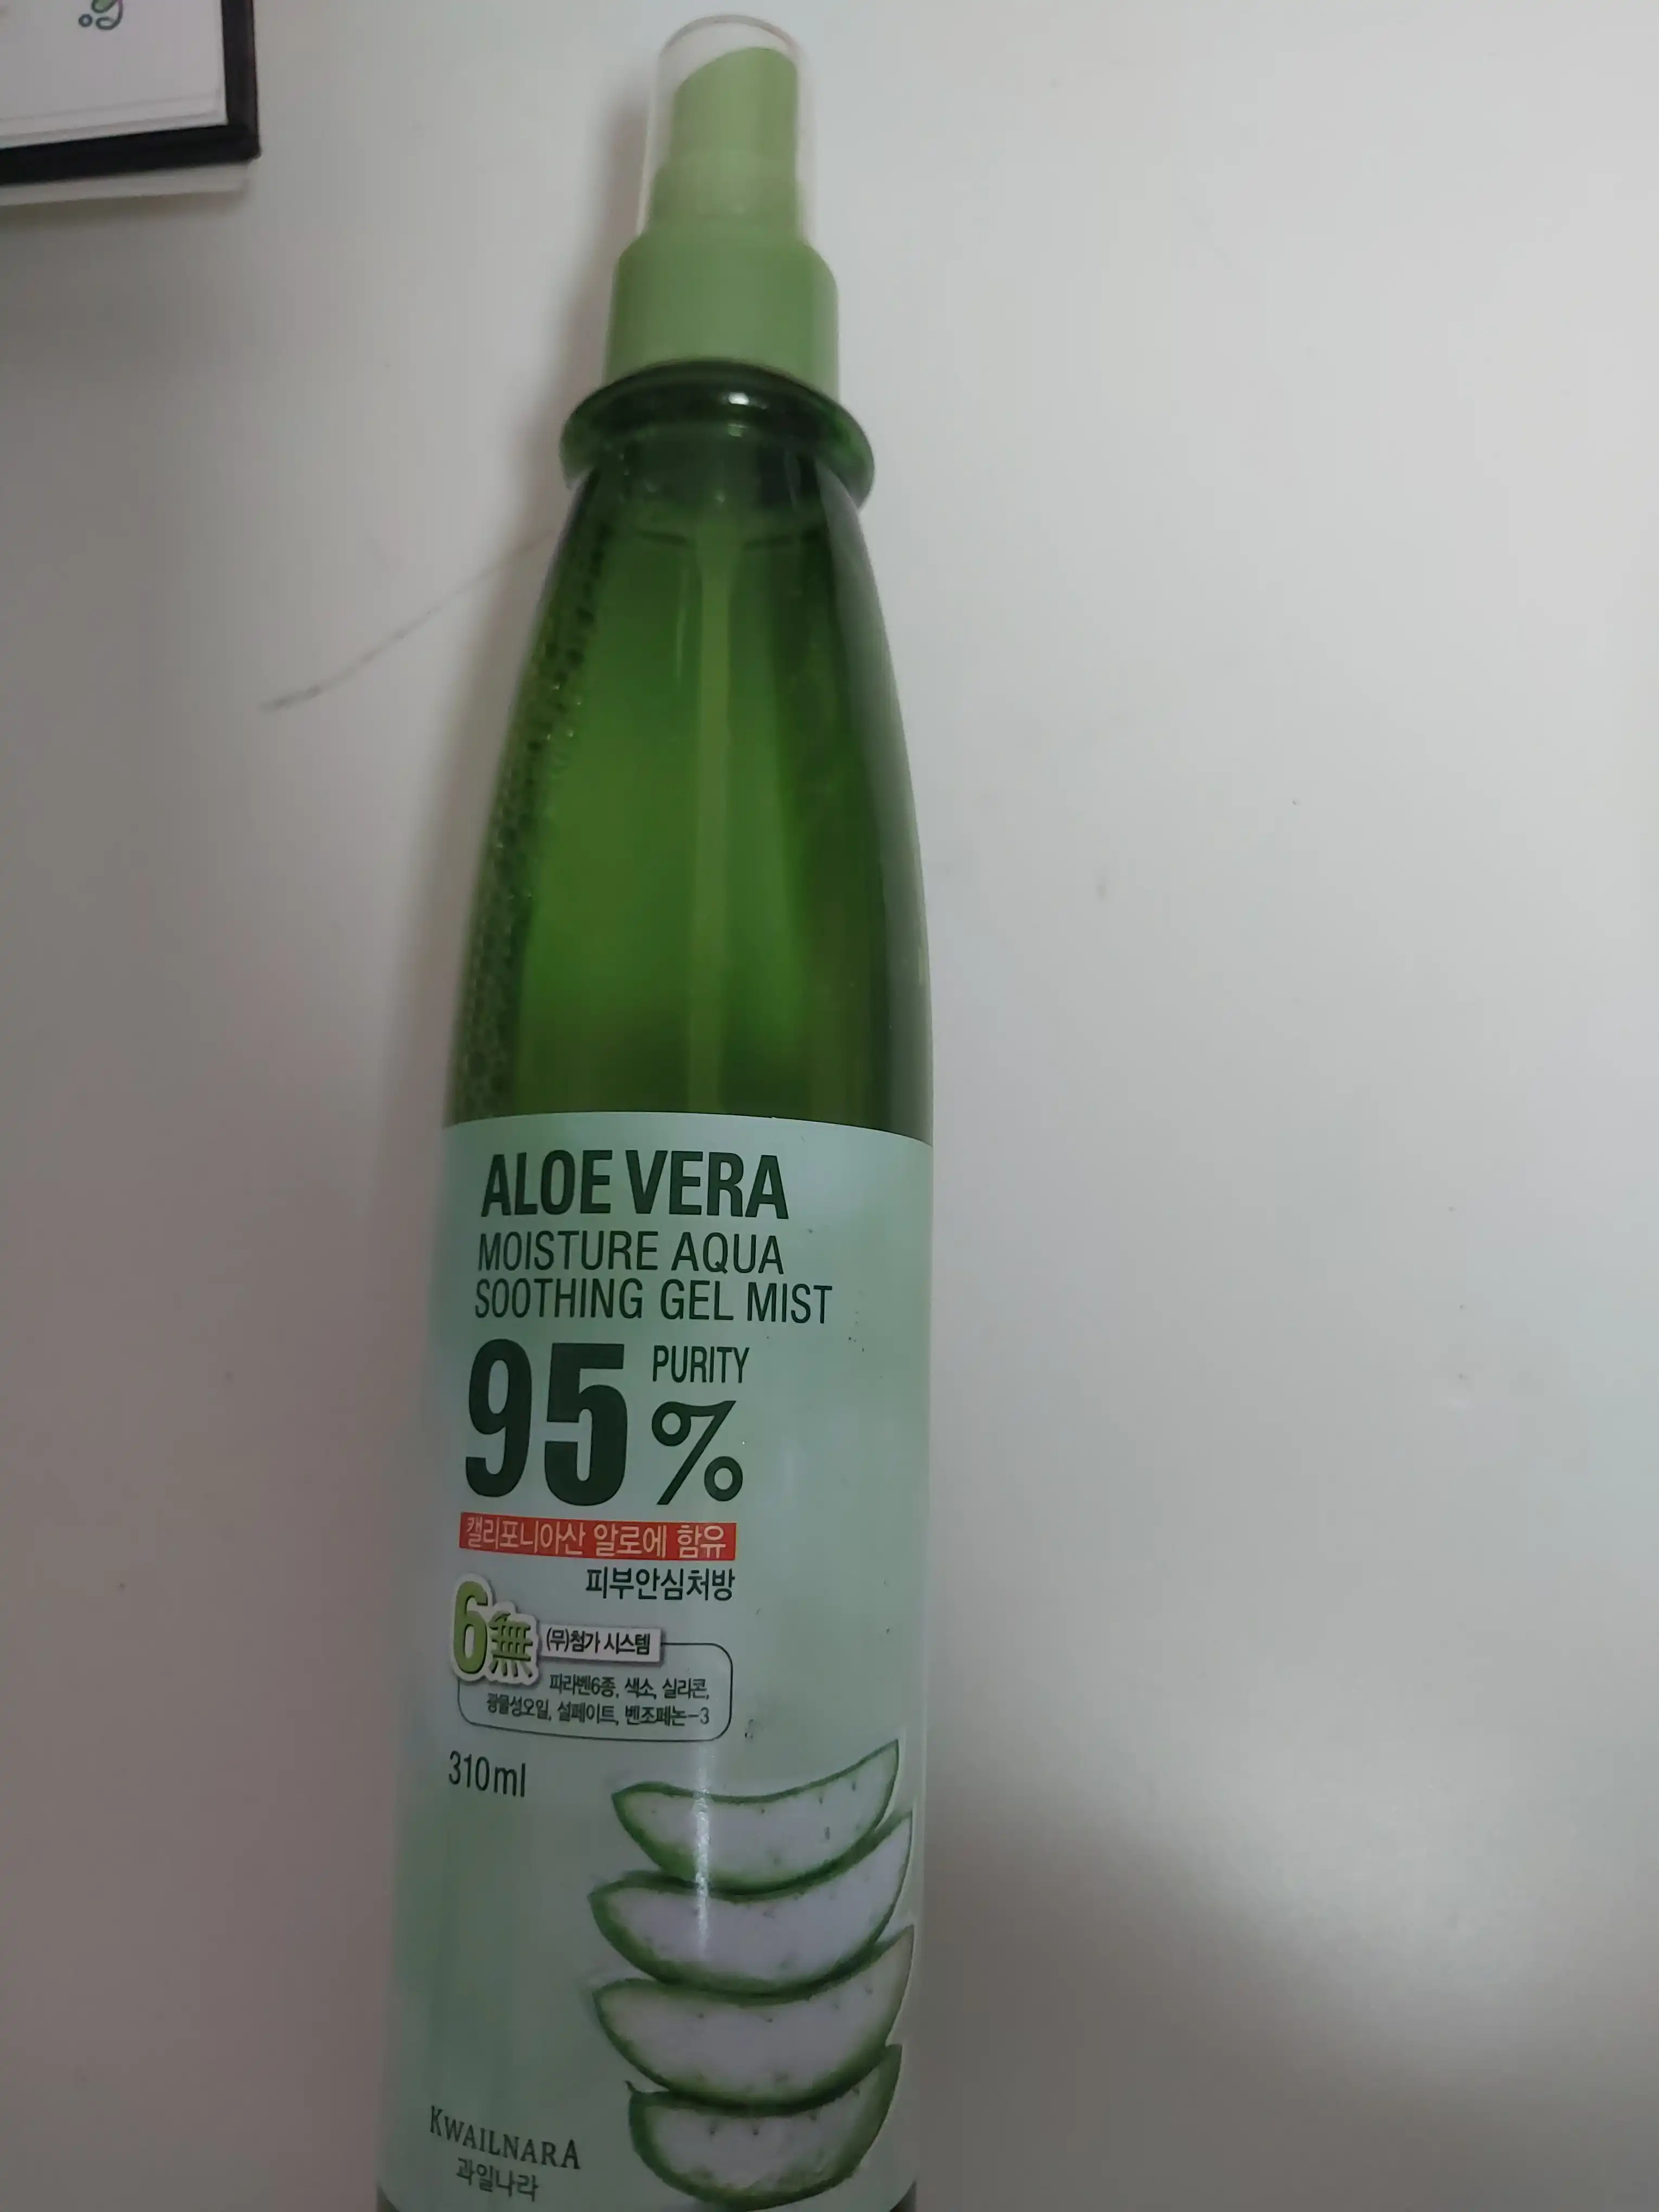 ALOE VERA
MOISTURE AQUA
SOOTHING GEL MIST
95% PURITY
캘리포니아산 알로에 함유
피부안심처방
6無 (무)첨가 시스템
파라벤6종, 색소, 실리콘,
광물성오일, 설페이트, 벤조페논-3
310ml
KWAILNARA
과일나라